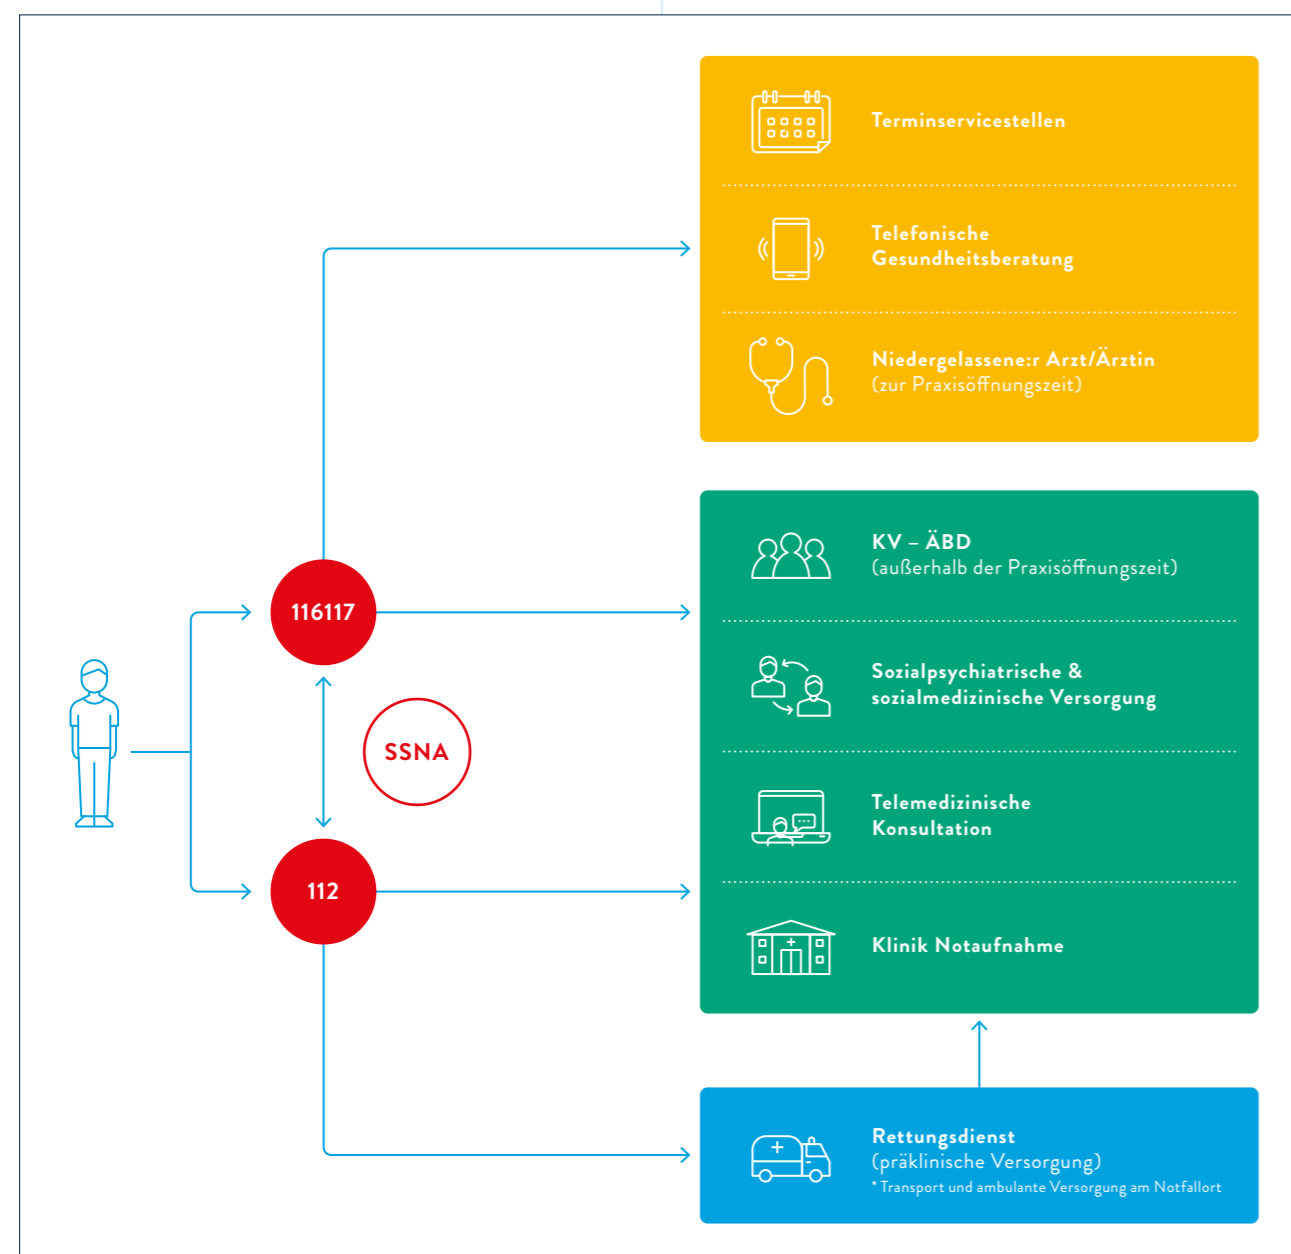 Terminservicestellen
Telefonische
Gesundheitsberatung
Niedergelassene:r Arzt/Ärztin
(zur Praxisöffnungszeit)
116117
SSNA
112
KV – ÄBD
(außerhalb der Praxisöffnungszeit)
Sozialpsychiatrische &
sozialmedizinische Versorgung
Telemedizinische
Konsultation
Klinik Notaufnahme
Rettungsdienst
(präklinische Versorgung)
* Transport und ambulante Versorgung am Notfallort